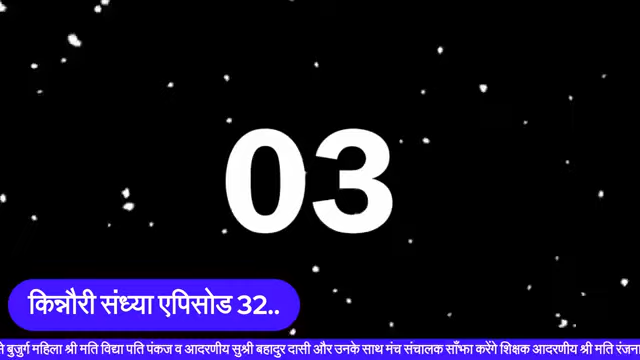 03
किन्नौरी संध्या एपिसोड 32..
से बुजुर्ग महिला श्री मति विद्या पति पंकज व आदरणीय सुश्री बहादुर दासी और उनके साथ मंच संचालक साँझा करेंगे शिक्षक आदरणीय श्री मति रंजना